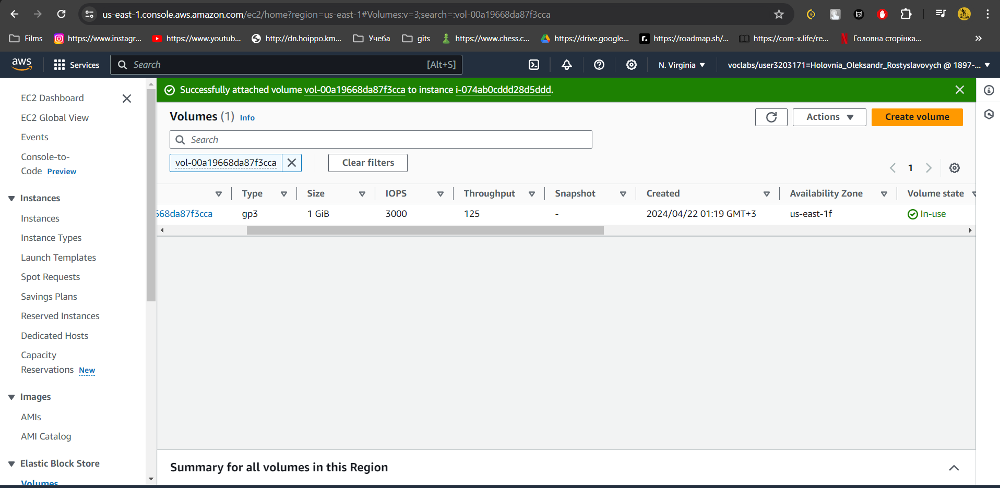 us-east-1.console.aws.amazon.com/ec2/home?region=us-east-1#Volumes:v=3;search=:vol-00a19668da87f3cca
Films
https://www.instagr...
https://www.youtub...
http://dn.hoippo.km...
Учеба
gits
https://www.chess.c...
https://drive.google...
https://roadmap.sh/...
https://com-x.life/re...
Головна сторінка...
aws
Services
Search
[Alt+S]
N. Virginia
voclabs/user3203171=Holovnia_Oleksandr_Rostyslavovych @ 1897-...
EC2 Dashboard
EC2 Global View
Events
Console-to-
Code Preview
Instances
Instances
Instance Types
Launch Templates
Spot Requests
Savings Plans
Reserved Instances
Dedicated Hosts
Capacity
Reservations New
Images
AMIs
AMI Catalog
Elastic Block Store
Volumes
Successfully attached volume vol-00a19668da87f3cca to instance i-074ab0cddd28d5ddd.
Volumes (1) Info
Actions
Create volume
Search
vol-00a19668da87f3cca
Clear filters
1
Type Size IOPS Throughput Snapshot Created Availability Zone Volume state
668da87f3cca gp3 1 GiB 3000 125 - 2024/04/22 01:19 GMT+3 us-east-1f In-use
Summary for all volumes in this Region